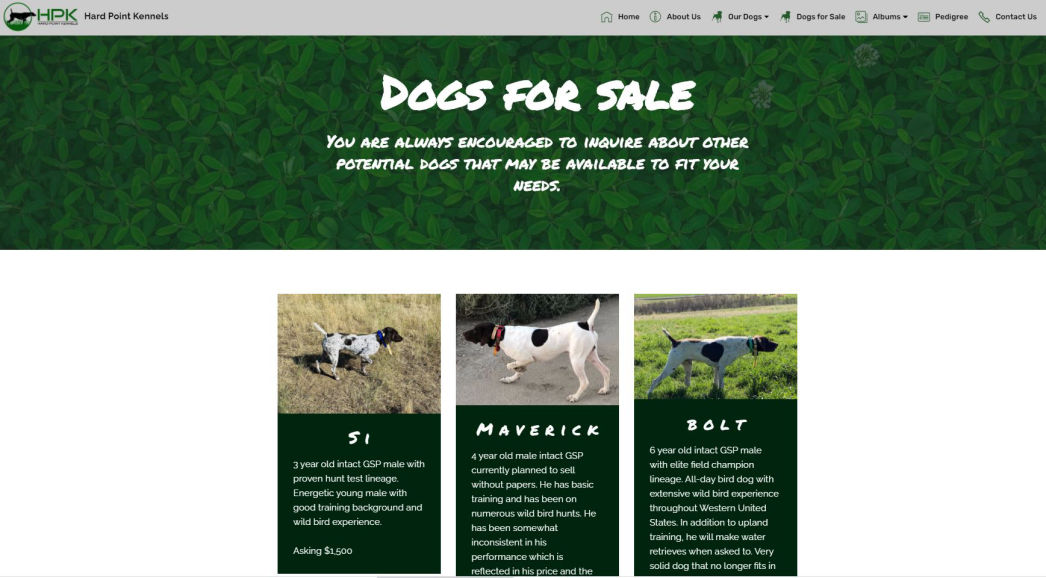 HPK
HARD POINT KENNELS
Hard Point Kennels
Home
About Us
Our Dogs
Dogs for Sale
Albums
Pedigree
Contact Us
DOGS FOR SALE
YOU ARE ALWAYS ENCOURAGED TO INQUIRE ABOUT OTHER
POTENTIAL DOGS THAT MAY BE AVAILABLE TO FIT YOUR
NEEDS.
SI
3 year old intact GSP male with
proven hunt test lineage.
Energetic young male with
good training background and
wild bird experience.
Asking $1,500
MAVERICK
4 year old male intact GSP
currently planned to sell
without papers. He has basic
training and has been on
numerous wild bird hunts. He
has been somewhat
inconsistent in his
performance which is
reflected in his price and the
BOLT
6 year old intact GSP male
with elite field champion
lineage. All-day bird dog with
extensive wild bird experience
throughout Western United
States. In addition to upland
training, he will make water
retrieves when asked to. Very
solid dog that no longer fits in